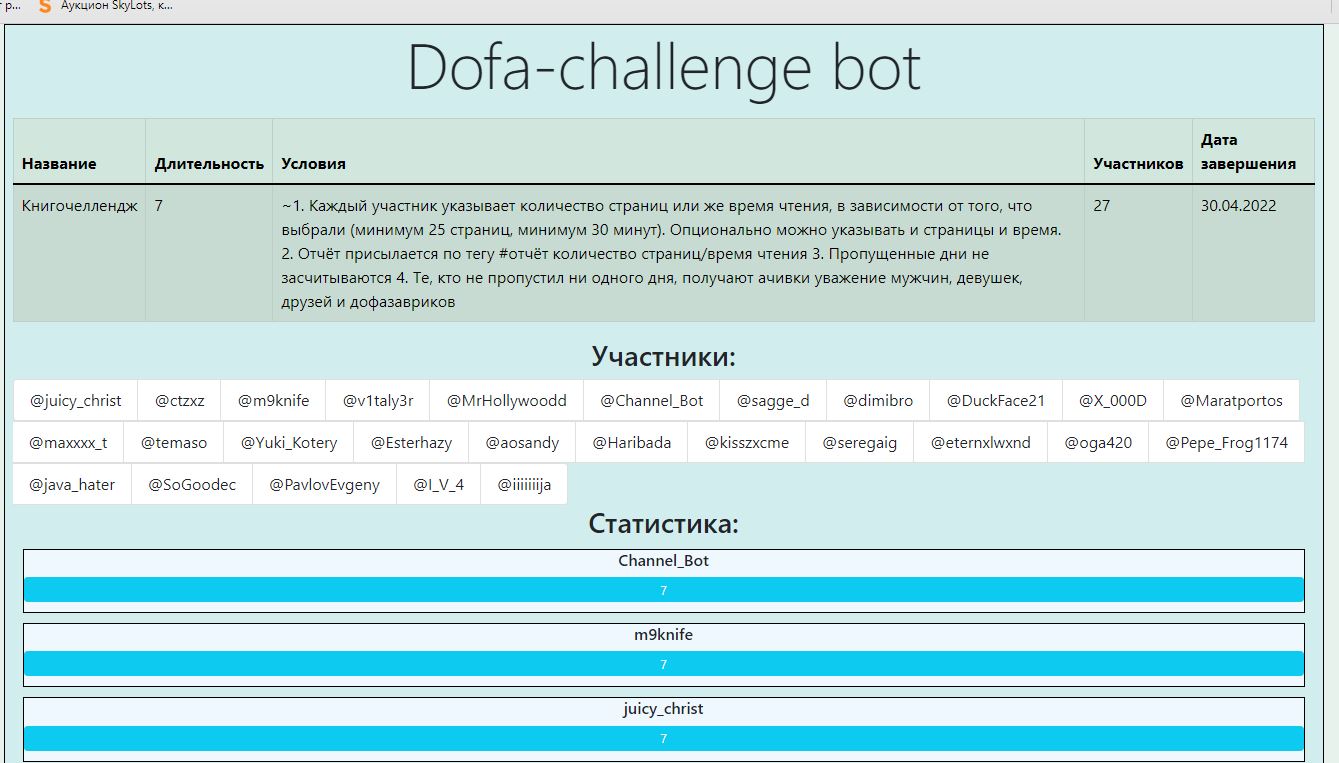 р...
Аукцион SkyLots, к...
Dofa-challenge bot
Название Длительность Условия Участников Дата завершения
Книгочеллендж 7 ~1. Каждый участник указывает количество страниц или же время чтения, в зависимости от того, что 27 30.04.2022
выбрали (минимум 25 страниц, минимум 30 минут). Опционально можно указывать и страницы и время.
2. Отчёт присылается по тегу #отчёт количество страниц/время чтения 3. Пропущенные дни не
засчитываются 4. Те, кто не пропустил ни одного дня, получают ачивки уважение мужчин, девушек,
друзей и дофазавриков
Участники:
@juicy_christ @ctzxz @m9knife @v1taly3r @MrHollywoodd @Channel_Bot @sagge_d @dimibro @DuckFace21 @X_000D @Maratportos
@maxxxx_t @temaso @Yuki_Kotery @Esterhazy @aosandy @Haribada @kisszxcme @seregaig @eternxlwxnd @oga420 @Pepe_Frog1174
@java_hater @SoGoodec @PavlovEvgeny @I_V_4 @iiiiiiija
Статистика:
Channel_Bot
7
m9knife
7
juicy_christ
7